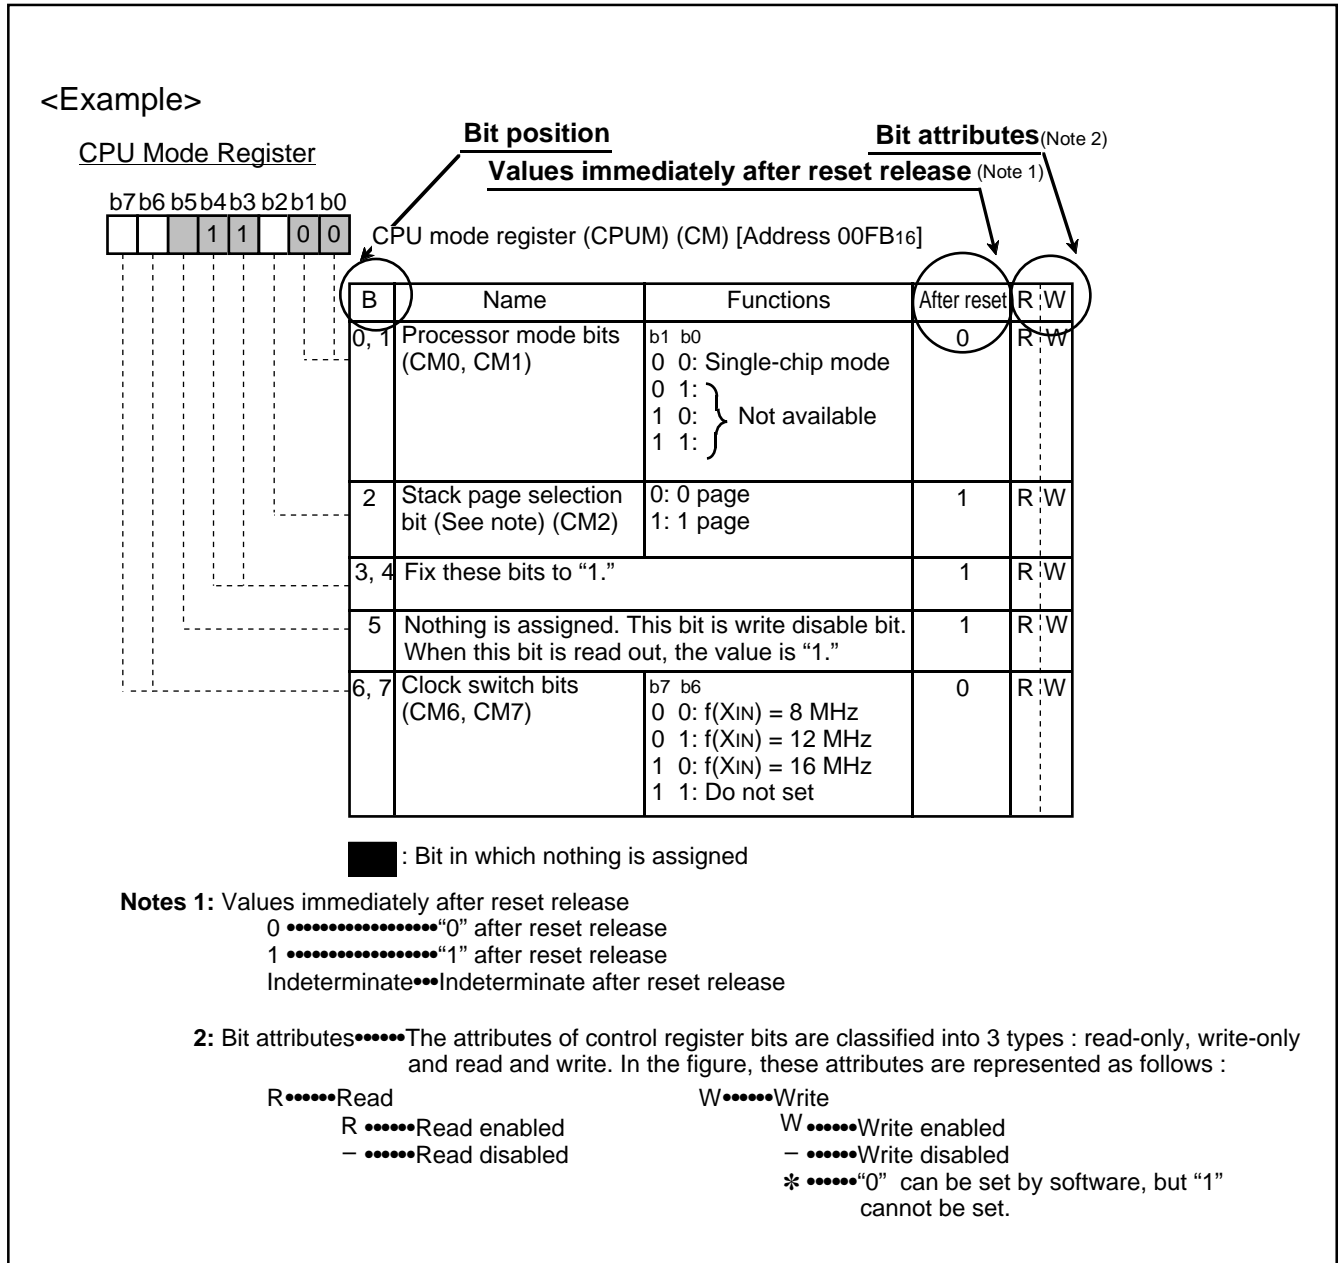 <Example>
CPU Mode Register
Bit position
Bit attributes(Note 2)
Values immediately after reset release (Note 1)
b7 b6 b5 b4 b3 b2 b1 b0
1 1 0 0
CPU mode register (CPUM) (CM) [Address 00FB16]
B Name Functions After reset R W
0, 1 Processor mode bits (CM0, CM1) b1 b0 0 R W
0 0: Single-chip mode
0 1:
1 0: Not available
1 1:
2 Stack page selection 0: 0 page 1 R W
bit (See note) (CM2) 1: 1 page
3, 4 Fix these bits to “1.” 1 R W
5 Nothing is assigned. This bit is write disable bit. 1 R W
When this bit is read out, the value is “1.”
6, 7 Clock switch bits b7 b6 0 R W
(CM6, CM7) 0 0: f(XIN) = 8 MHz
0 1: f(XIN) = 12 MHz
1 0: f(XIN) = 16 MHz
1 1: Do not set
: Bit in which nothing is assigned
Notes 1: Values immediately after reset release
0 ••••••••••••••••••“0” after reset release
1 ••••••••••••••••••“1” after reset release
Indeterminate•••Indeterminate after reset release
2: Bit attributes••••••The attributes of control register bits are classified into 3 types : read-only, write-only
and read and write. In the figure, these attributes are represented as follows :
R••••••Read W••••••Write
R ••••••Read enabled W ••••••Write enabled
– ••••••Read disabled – ••••••Write disabled
✻ ••••••“0” can be set by software, but “1”
cannot be set.